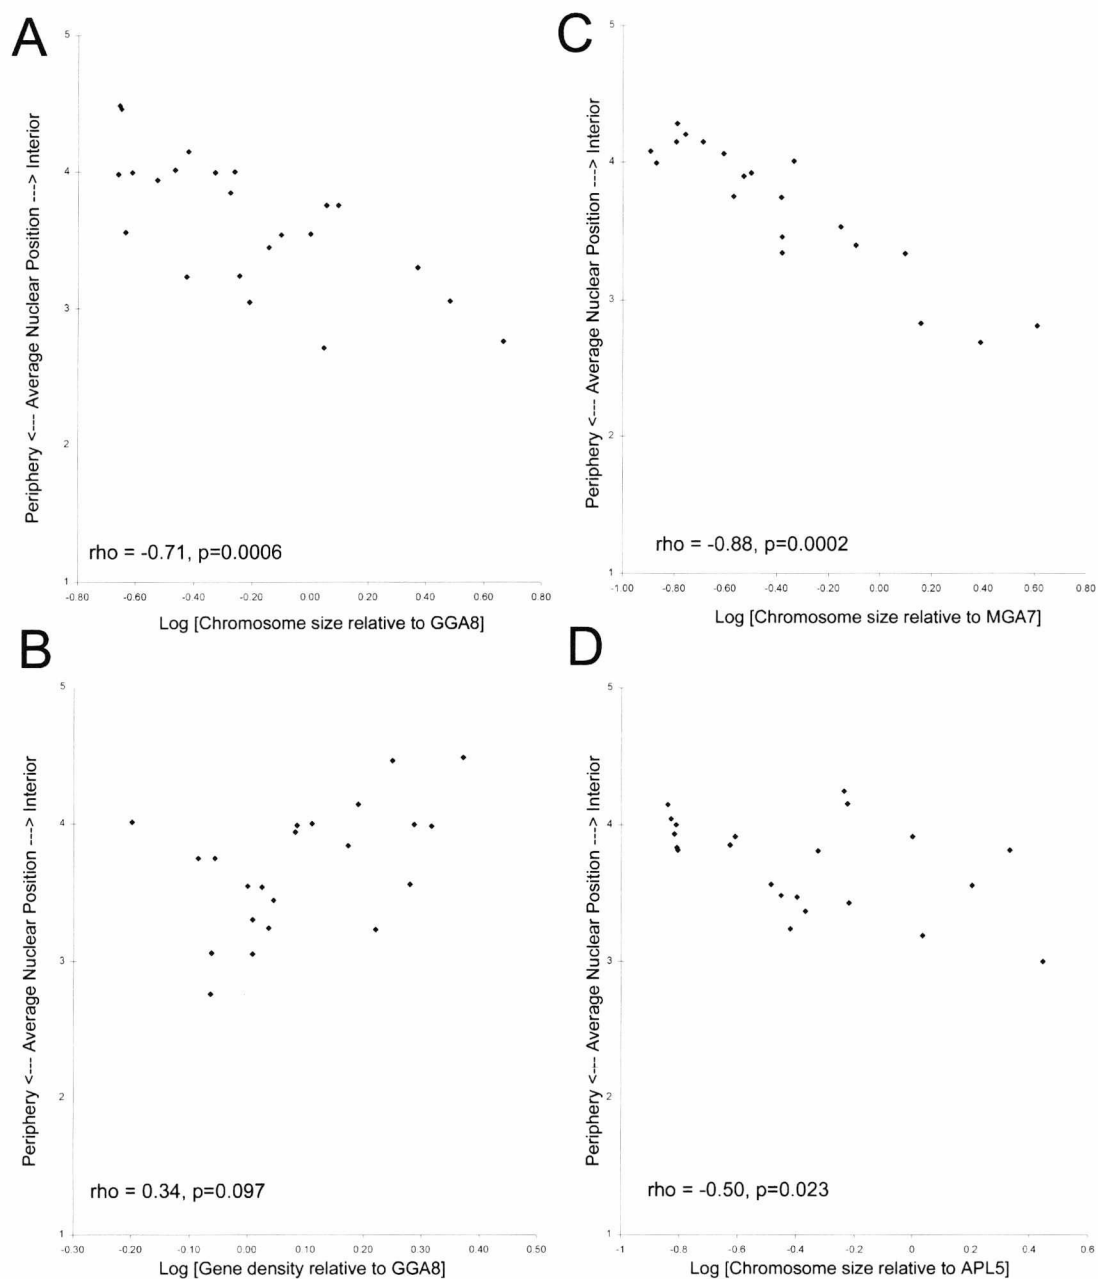 A
Periphery <--- Average Nuclear Position ---> Interior
5
4
3
2
1
rho = -0.71, p=0.0006
-0.80 -0.60 -0.40 -0.20 0.00 0.20 0.40 0.60 0.80
Log [Chromosome size relative to GGA8]
C
Periphery <--- Average Nuclear Position ---> Interior
5
4
3
2
1
rho = -0.88, p=0.0002
-1.00 -0.80 -0.60 -0.40 -0.20 0.00 0.20 0.40 0.60 0.80
Log [Chromosome size relative to MGA7]
B
Periphery <--- Average Nuclear Position ---> Interior
5
4
3
2
1
rho = 0.34, p=0.097
-0.30 -0.20 -0.10 0.00 0.10 0.20 0.30 0.40 0.50
Log [Gene density relative to GGA8]
D
Periphery <--- Average Nuclear Position ---> Interior
5
4
3
2
1
rho = -0.50, p=0.023
-1 -0.8 -0.6 -0.4 -0.2 0 0.2 0.4 0.6
Log [Chromosome size relative to APL5]